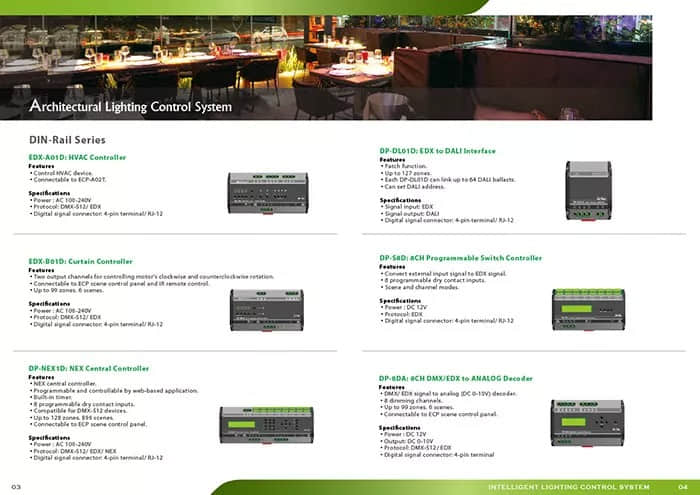 Architectural Lighting Control System
DIN-Rail Series
EDX-A01D: HVAC Controller
Features
• Control HVAC device.
• Connectable to ECP-A02T.
Specifications
• Power : AC 100-240V
• Protocol: DMX-512/ EDX
• Digital signal connector: 4-pin terminal/ RJ-12
EDX-B01D: Curtain Controller
Features
• Two output channels for controlling motor's clockwise and counterclockwise rotation.
• Connectable to ECP scene control panel and IR remote control.
• Up to 99 zones. 6 scenes.
Specifications
• Power : AC 100-240V
• Protocol: DMX-512/ EDX
• Digital signal connector: 4-pin terminal/ RJ-12
DP-NEX1D: NEX Central Controller
Features
• NEX central controller.
• Programmable and controllable by web-based application.
• Built-in timer.
• 8 programmable dry contact inputs.
• Compatible for DMX-512 devices.
• Up to 128 zones. 896 scenes.
• Connectable to ECP scene control panel.
Specifications
• Power : AC 100-240V
• Protocol: DMX-512/ EDX/ NEX
• Digital signal connector: 4-pin terminal/ RJ-12
DP-DL01D: EDX to DALI Interface
Features
• Patch function.
• Up to 127 zones.
• Each DP-DL01D can link up to 64 DALI ballasts.
• Can set DALI address.
Specifications
• Signal input: EDX
• Signal output: DALI
• Digital signal connector: 4-pin terminal/ RJ-12
DP-S8D: 8CH Programmable Switch Controller
Features
• Convert external input signal to EDX signal.
• 8 programmable dry contact inputs.
• Scene and channel modes.
Specifications
• Power : DC 12V
• Protocol: EDX
• Digital signal connector: 4-pin terminal/ RJ-12
DP-8DA: 8CH DMX/EDX to ANALOG Decoder
Features
• DMX/ EDX signal to analog (DC 0-10V) decoder.
• 8 dimming channels.
• Up to 99 zones. 6 scenes.
• Connectable to ECP scene control panel.
Specifications
• Power : DC 12V
• Output: DC 0-10V
• Protocol: DMX-512/ EDX
• Digital signal connector: 4-pin terminal
03
INTELLIGENT LIGHTING CONTROL SYSTEM 04